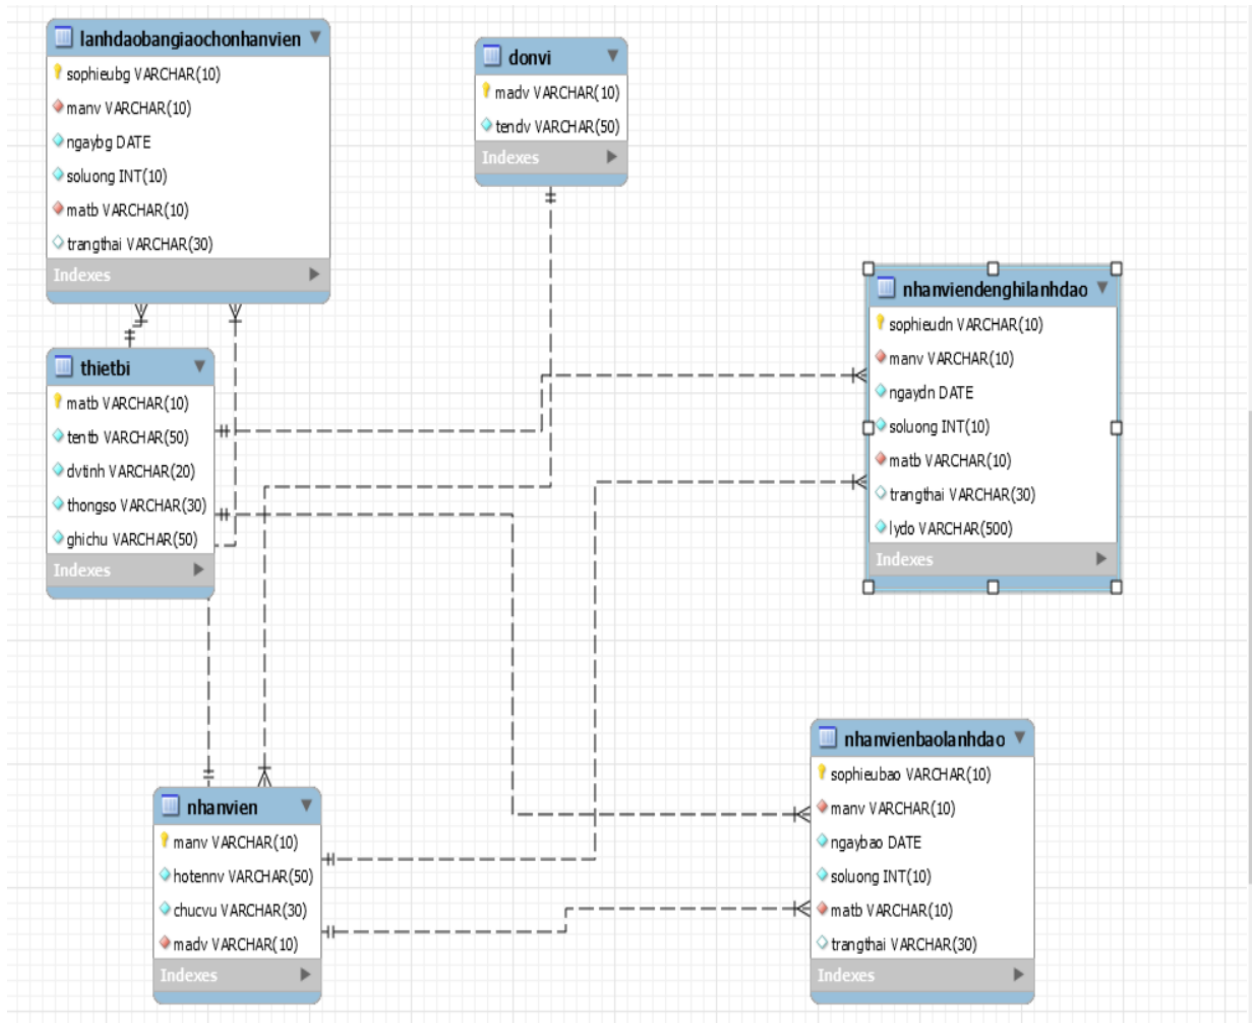 lanhdaobangiaochonhanvien
sophieubg VARCHAR(10)
manv VARCHAR(10)
ngaybg DATE
soluong INT(10)
matb VARCHAR(10)
trangthai VARCHAR(30)
Indexes
donvi
madv VARCHAR(10)
tendv VARCHAR(50)
Indexes
nhanviendenghilanhdao
sophieudn VARCHAR(10)
manv VARCHAR(10)
ngaydn DATE
soluong INT(10)
matb VARCHAR(10)
trangthai VARCHAR(30)
lydo VARCHAR(500)
Indexes
thietbi
matb VARCHAR(10)
tentb VARCHAR(50)
dvtinh VARCHAR(20)
thongso VARCHAR(30)
ghichu VARCHAR(50)
Indexes
nhanvien
manv VARCHAR(10)
hotennv VARCHAR(50)
chucvu VARCHAR(30)
madv VARCHAR(10)
Indexes
nhanvienbaolanhdao
sophieubao VARCHAR(10)
manv VARCHAR(10)
ngaybao DATE
soluong INT(10)
matb VARCHAR(10)
trangthai VARCHAR(30)
Indexes